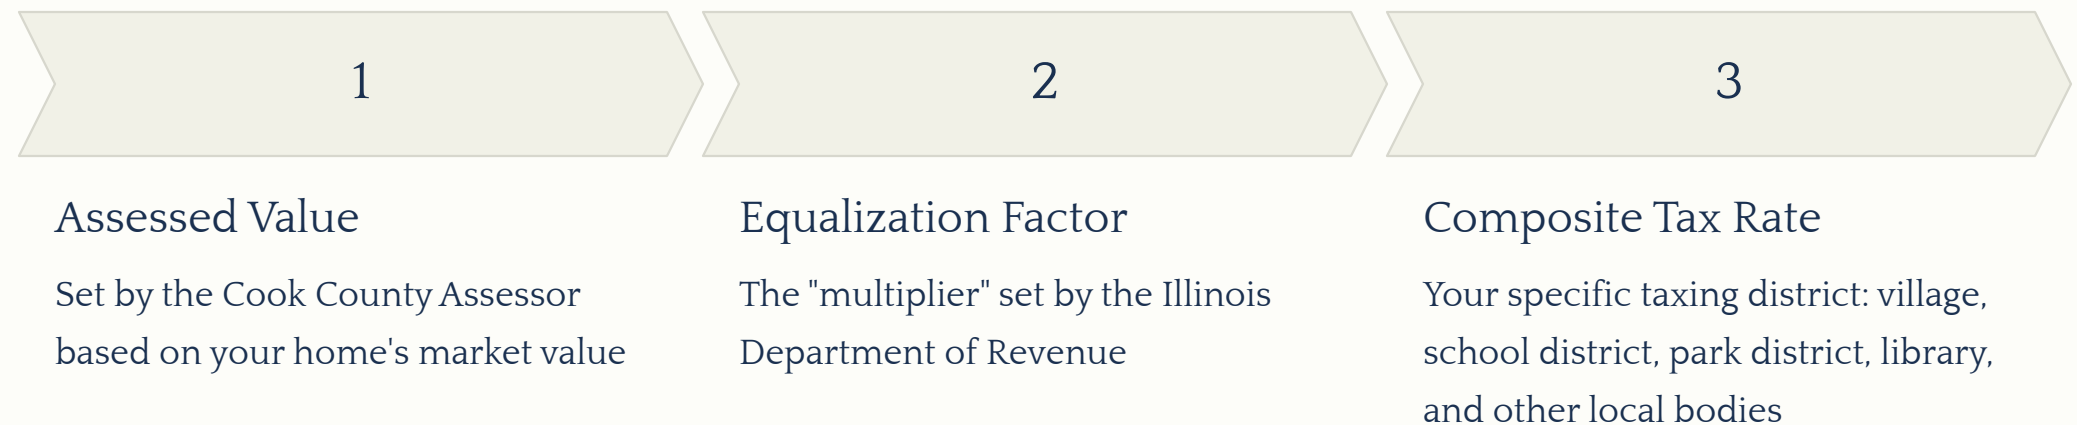 1
2
3
Assessed Value
Set by the Cook County Assessor
based on your home's market value
Equalization Factor
The "multiplier" set by the Illinois
Department of Revenue
Composite Tax Rate
Your specific taxing district: village,
school district, park district, library,
and other local bodies